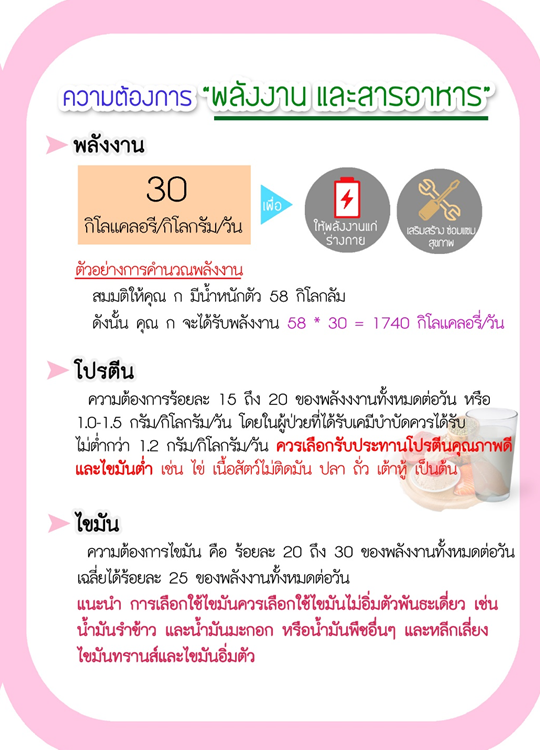 ความต้องการ "พลังงาน และสารอาหาร"
พลังงาน
30
กิโลแคลอรี/กิโลกรัม/วัน
เพื่อ
ให้พลังงานแก่
ร่างกาย
เสริมสร้าง ซ่อมแซม
สุขภาพ
ตัวอย่างการคำนวณพลังงาน
สมมติให้คุณ ก มีน้ำหนักตัว 58 กิโลกลัม
ดังนั้น คุณ ก จะได้รับพลังงาน 58 * 30 = 1740 กิโลแคลอรี่/วัน
โปรตีน
ความต้องการร้อยละ 15 ถึง 20 ของพลังงงานทั้งหมดต่อวัน หรือ
1.0-1.5 กรัม/กิโลกรัม/วัน โดยในผู้ป่วยที่ได้รับเคมีบำบัดควรได้รับ
ไม่ต่ำกว่า 1.2 กรัม/กิโลกรัม/วัน ควรเลือกรับประทานโปรตีนคุณภาพดี
และไขมันต่ำ เช่น ไข่ เนื้อสัตว์ไม่ติดมัน ปลา ถั่ว เต้าหู้ เป็นต้น
ไขมัน
ความต้องการไขมัน คือ ร้อยละ 20 ถึง 30 ของพลังงานทั้งหมดต่อวัน
เฉลี่ยได้ร้อยละ 25 ของพลังงานทั้งหมดต่อวัน
แนะนำ การเลือกใช้ไขมันควรเลือกใช้ไขมันไม่อิ่มตัวพันธะเดี่ยว เช่น
น้ำมันรำข้าว และน้ำมันมะกอก หรือน้ำมันพืชอื่นๆ และหลีกเลี่ยง
ไขมันทรานส์และไขมันอิ่มตัว